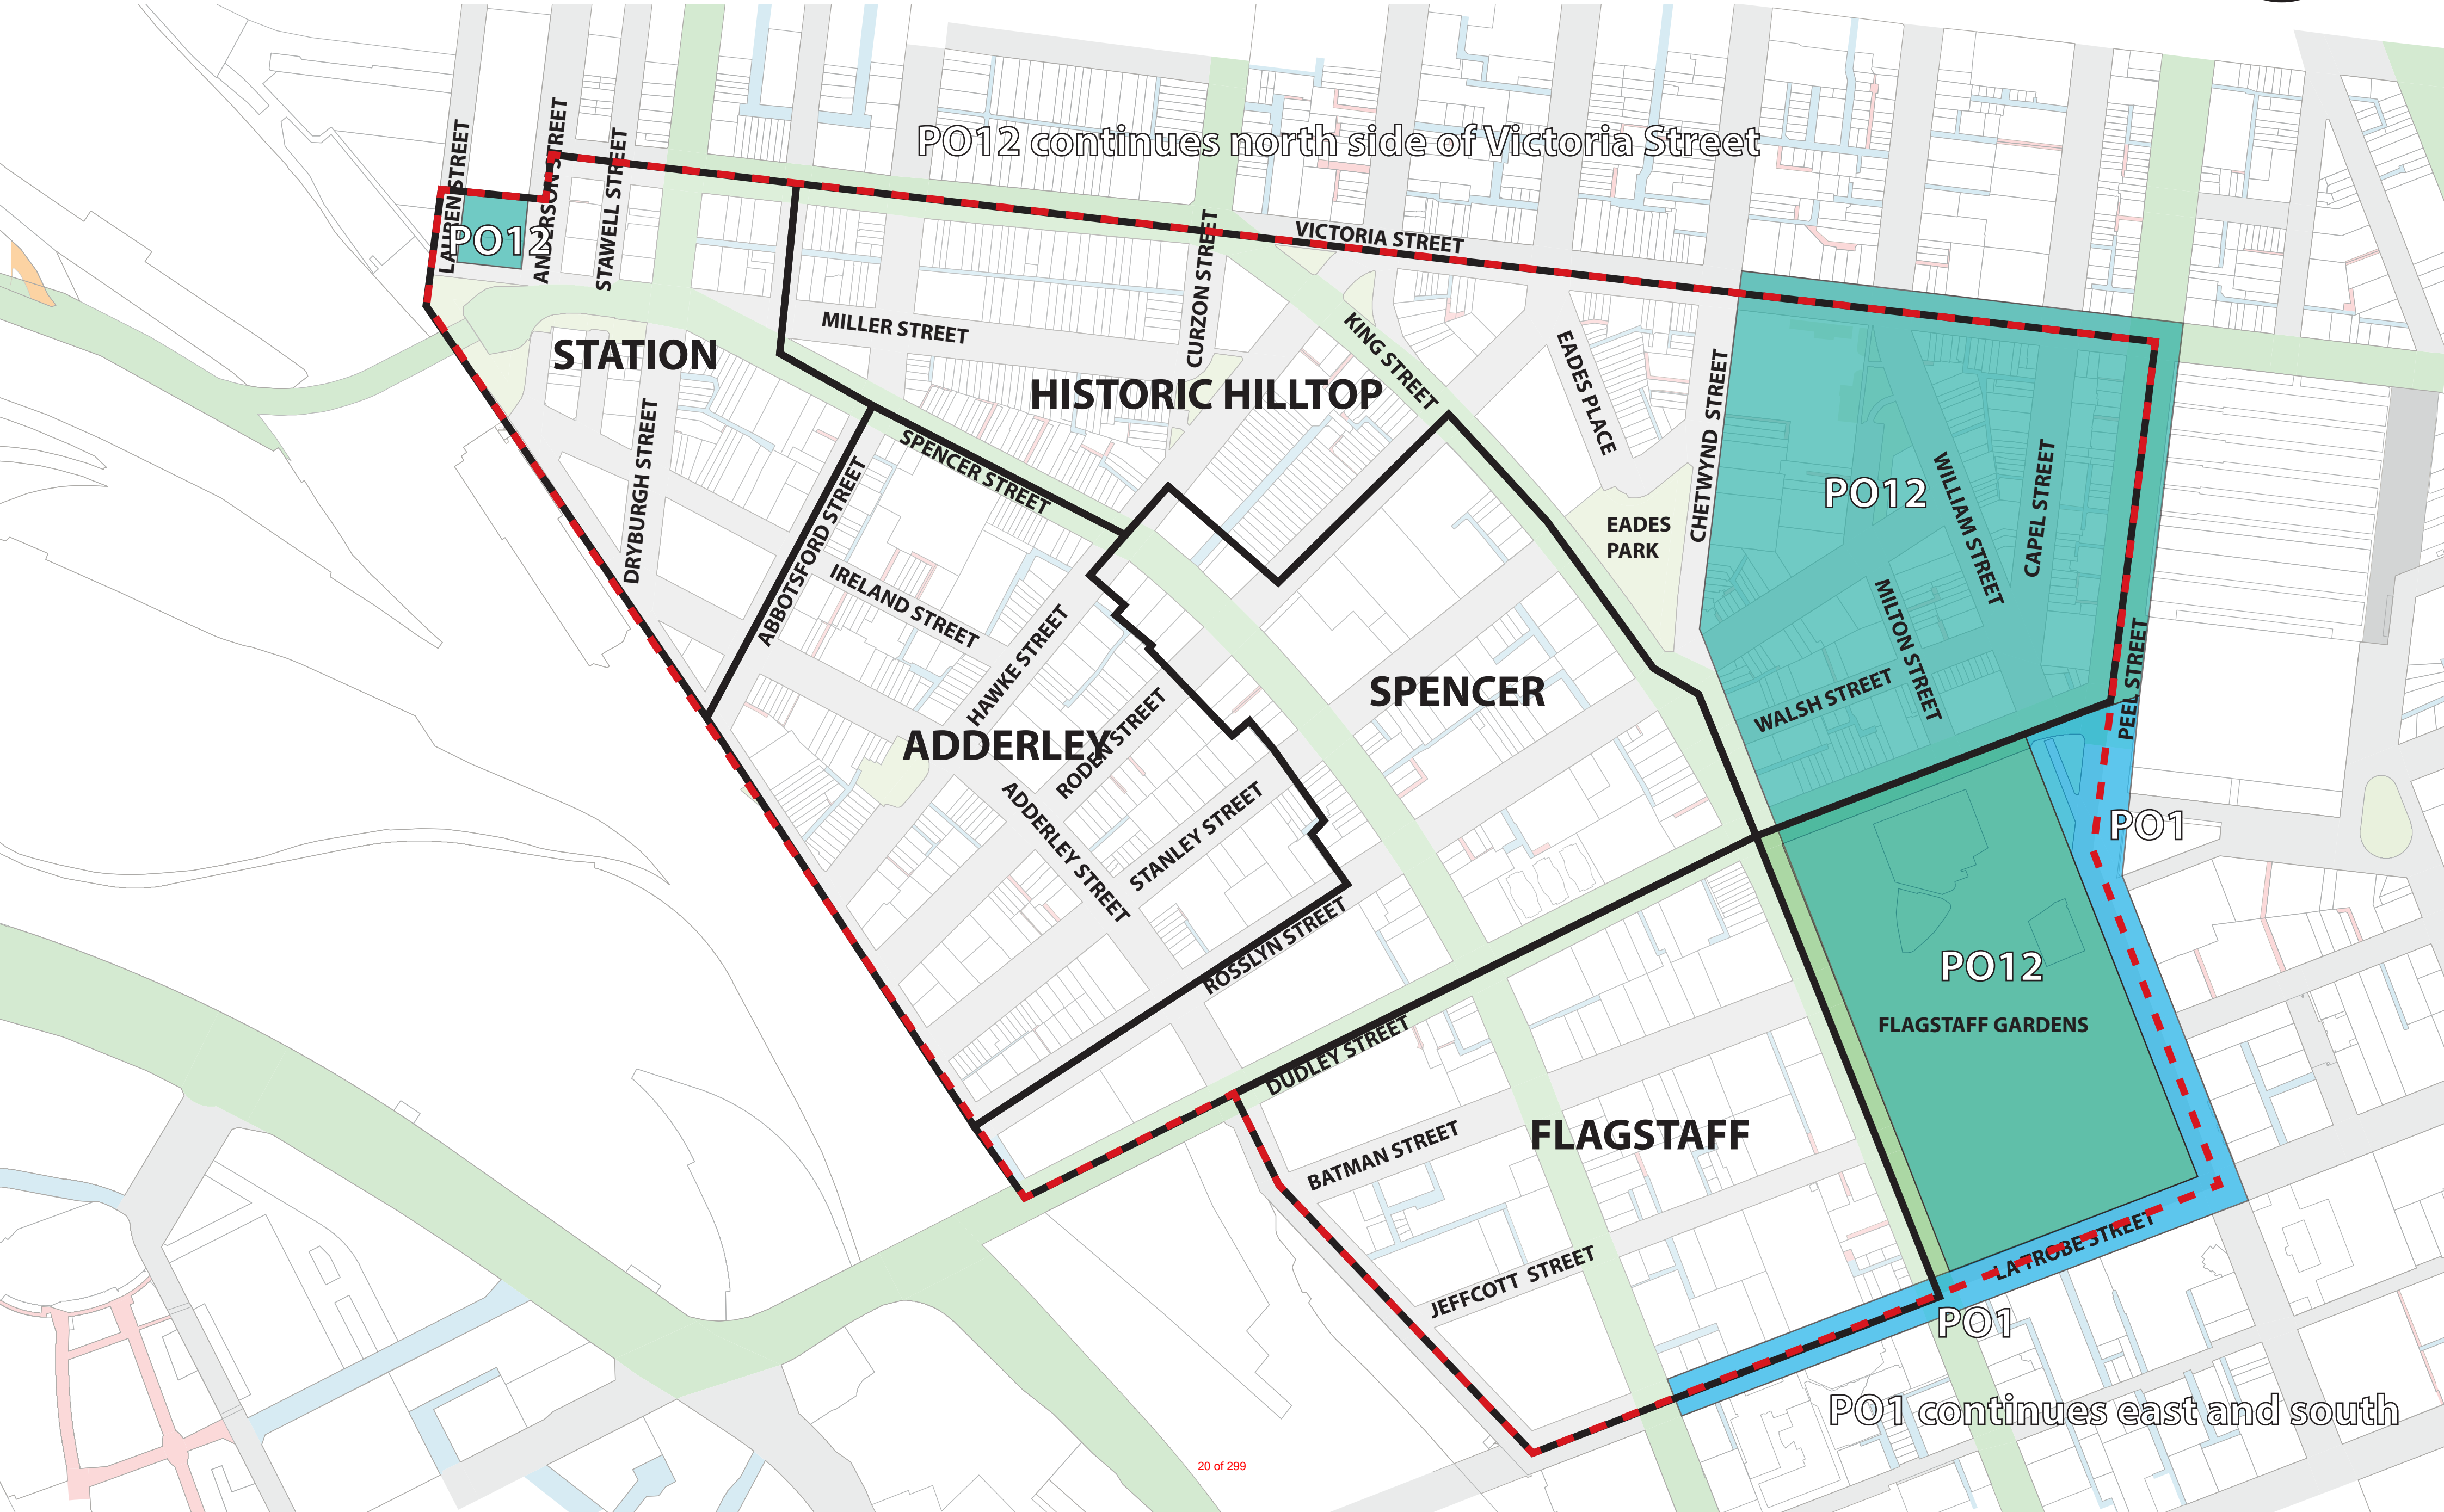 PO12 continues north side of Victoria Street
LAUREN STREET
ANDERSON STREET
STAWELL STREET
PO12
VICTORIA STREET
CURZON STREET
MILLER STREET
STATION
HISTORIC HILLTOP
KING STREET
EADES PLACE
CHETWYND STREET
SPENCER STREET
DRYBURGH STREET
ABBOTSFORD STREET
EADES
PARK
PO12
WILLIAM STREET
CAPEL STREET
IRELAND STREET
HAWKE STREET
MILTON STREET
WALSH STREET
PEEL STREET
SPENCER
ADDERLEY
RODEN STREET
ADDERLEY STREET
STANLEY STREET
PO1
ROSSLYN STREET
PO12
FLAGSTAFF GARDENS
DUDLEY STREET
FLAGSTAFF
BATMAN STREET
JEFFCOTT STREET
LA TROBE STREET
PO1
PO1 continues east and south
20 of 299